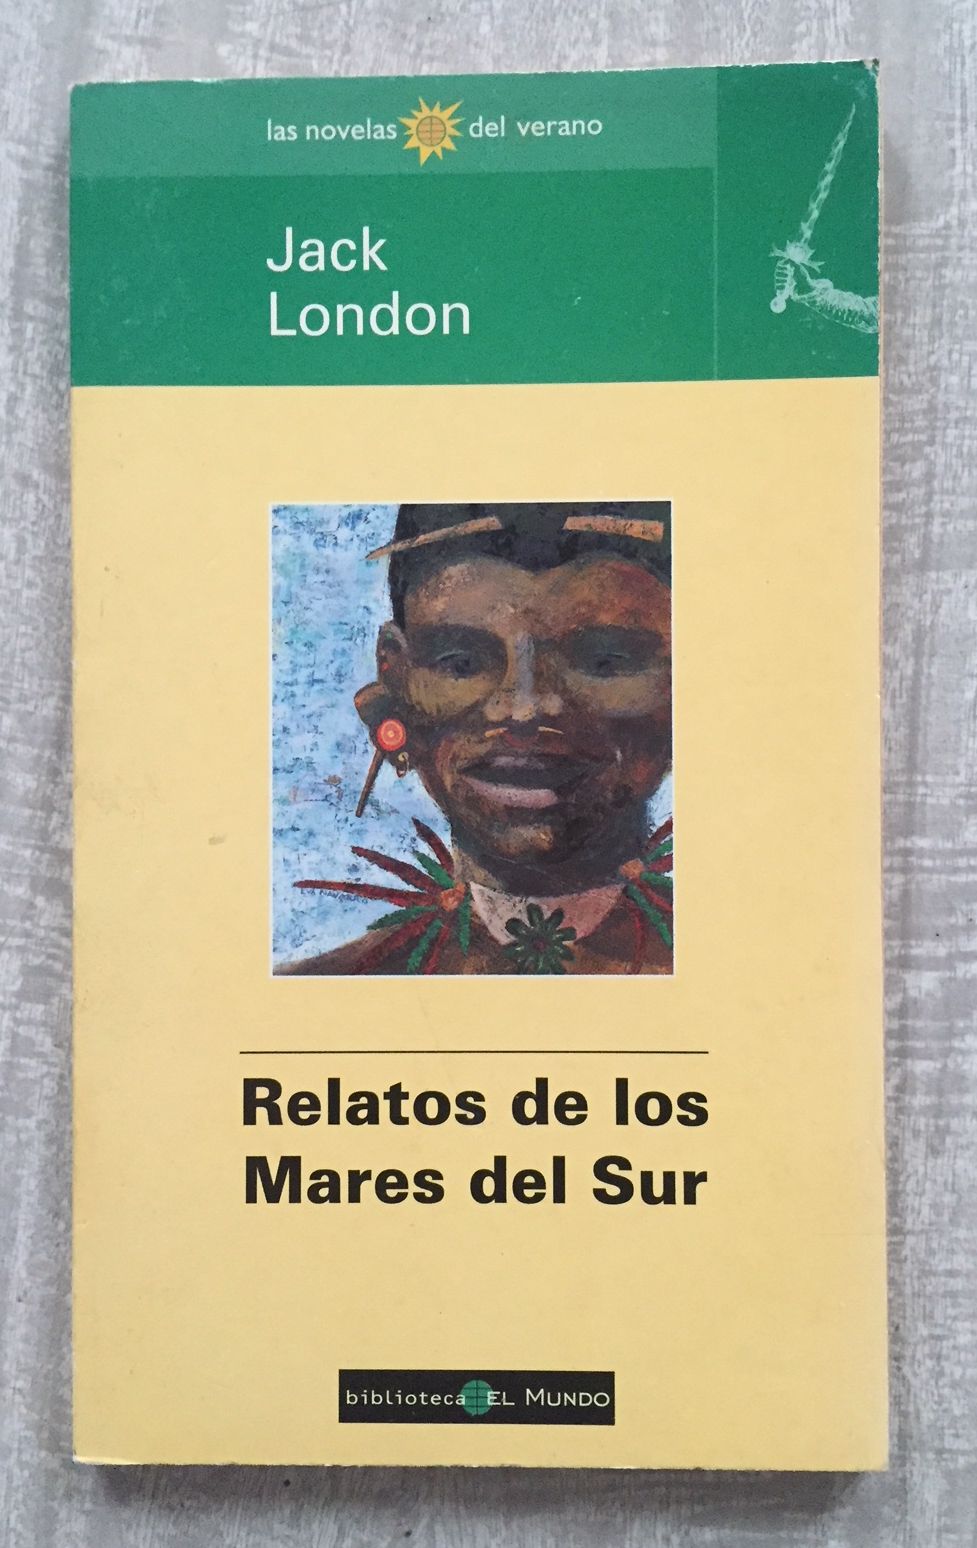 las novelas del verano
Jack
London
Relatos de los
Mares del Sur
biblioteca EL MUNDO